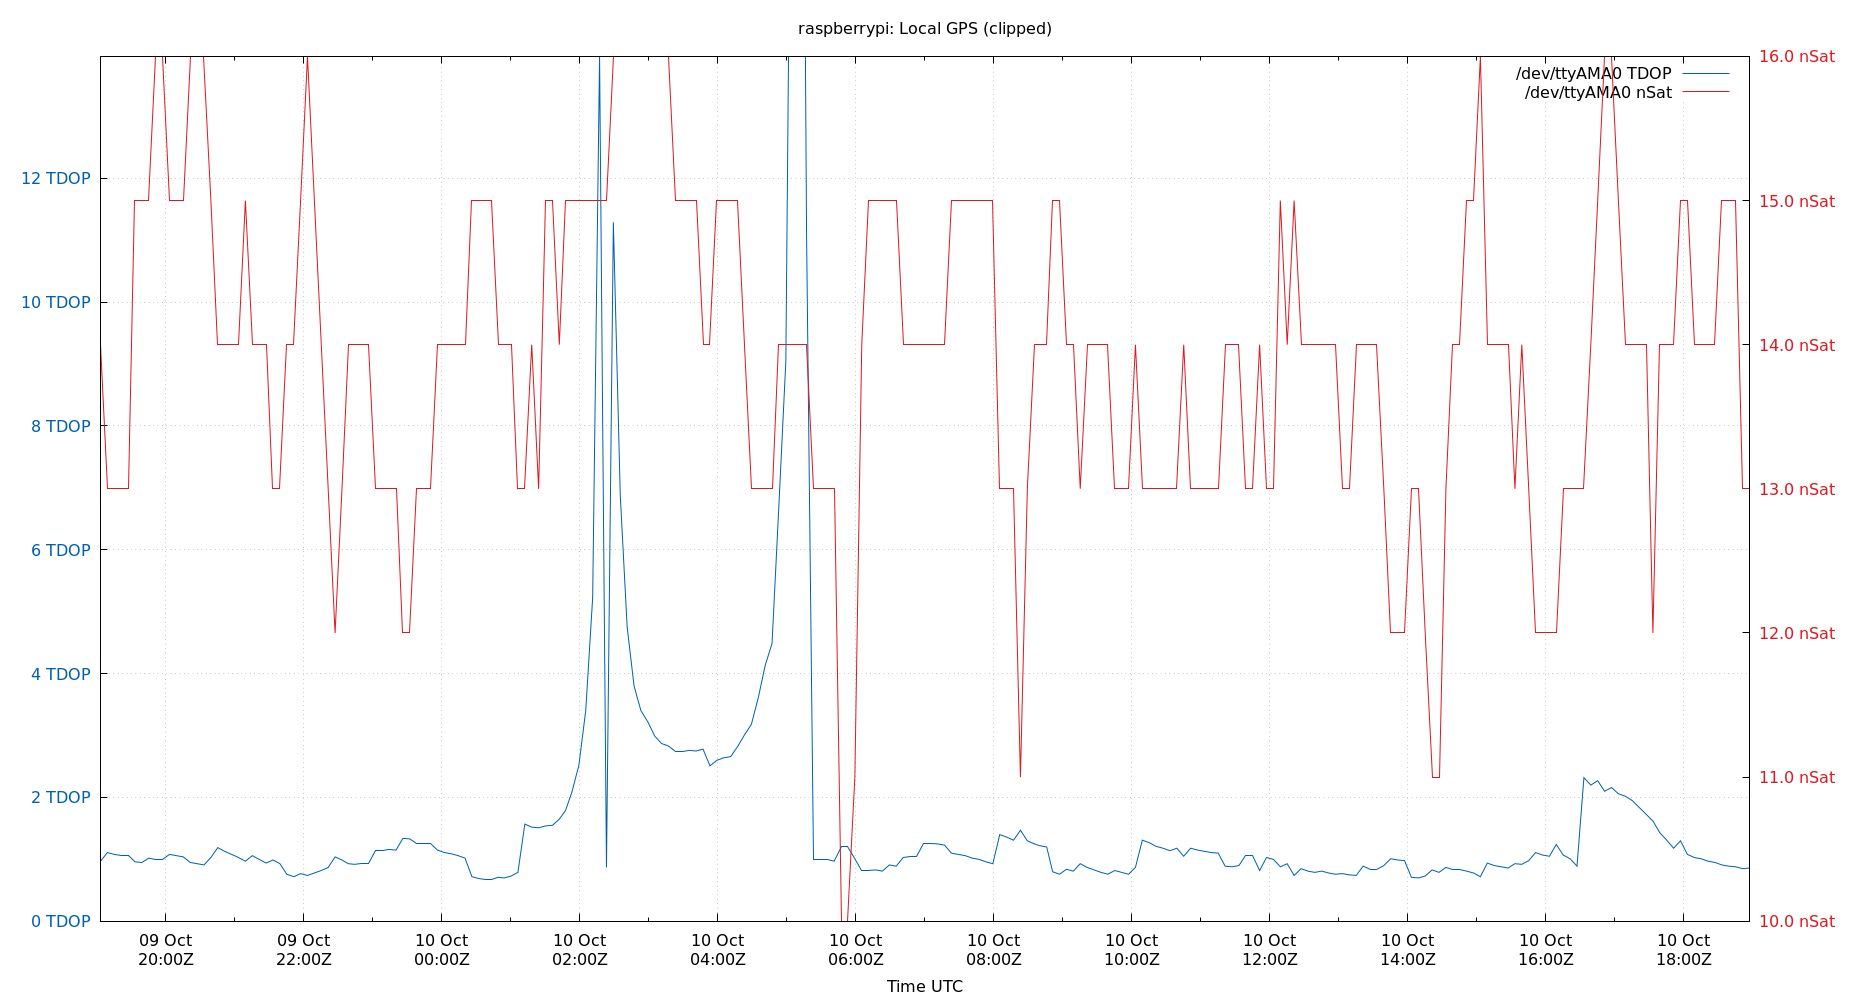 raspberrypi: Local GPS (clipped)
16.0 nSat
/dev/ttyAMA0 TDOP
/dev/ttyAMA0 nSat
12 TDOP
15.0 nSat
10 TDOP
14.0 nSat
8 TDOP
13.0 nSat
6 TDOP
12.0 nSat
4 TDOP
11.0 nSat
2 TDOP
0 TDOP
10.0 nSat
09 Oct 09 Oct 10 Oct 10 Oct 10 Oct 10 Oct 10 Oct 10 Oct 10 Oct 10 Oct 10 Oct 10 Oct
20:00Z 22:00Z 00:00Z 02:00Z 04:00Z 06:00Z 08:00Z 10:00Z 12:00Z 14:00Z 16:00Z 18:00Z
Time UTC